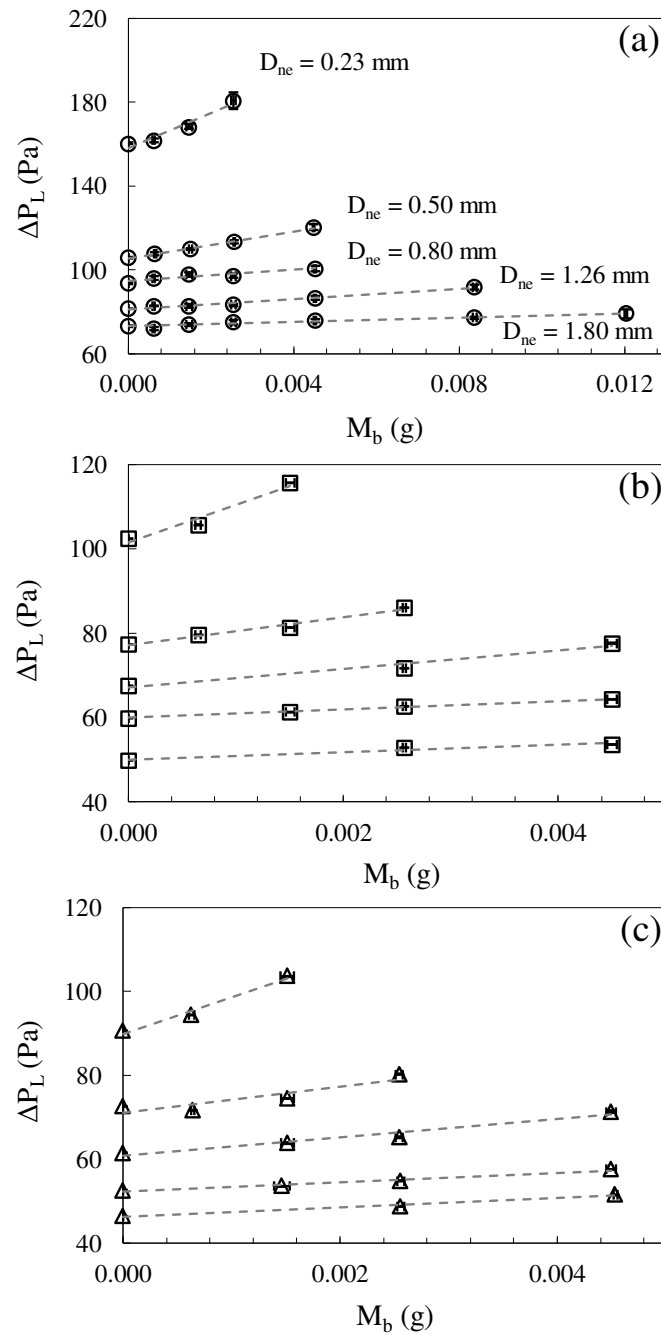 (a)
220
180
140
100
60
ΔP_L (Pa)
D_ne = 0.23 mm
D_ne = 0.50 mm
D_ne = 0.80 mm
D_ne = 1.26 mm
D_ne = 1.80 mm
0.000 0.004 0.008 0.012
M_b (g)
(b)
120
100
80
60
40
ΔP_L (Pa)
0.000 0.002 0.004
M_b (g)
(c)
120
100
80
60
40
ΔP_L (Pa)
0.000 0.002 0.004
M_b (g)